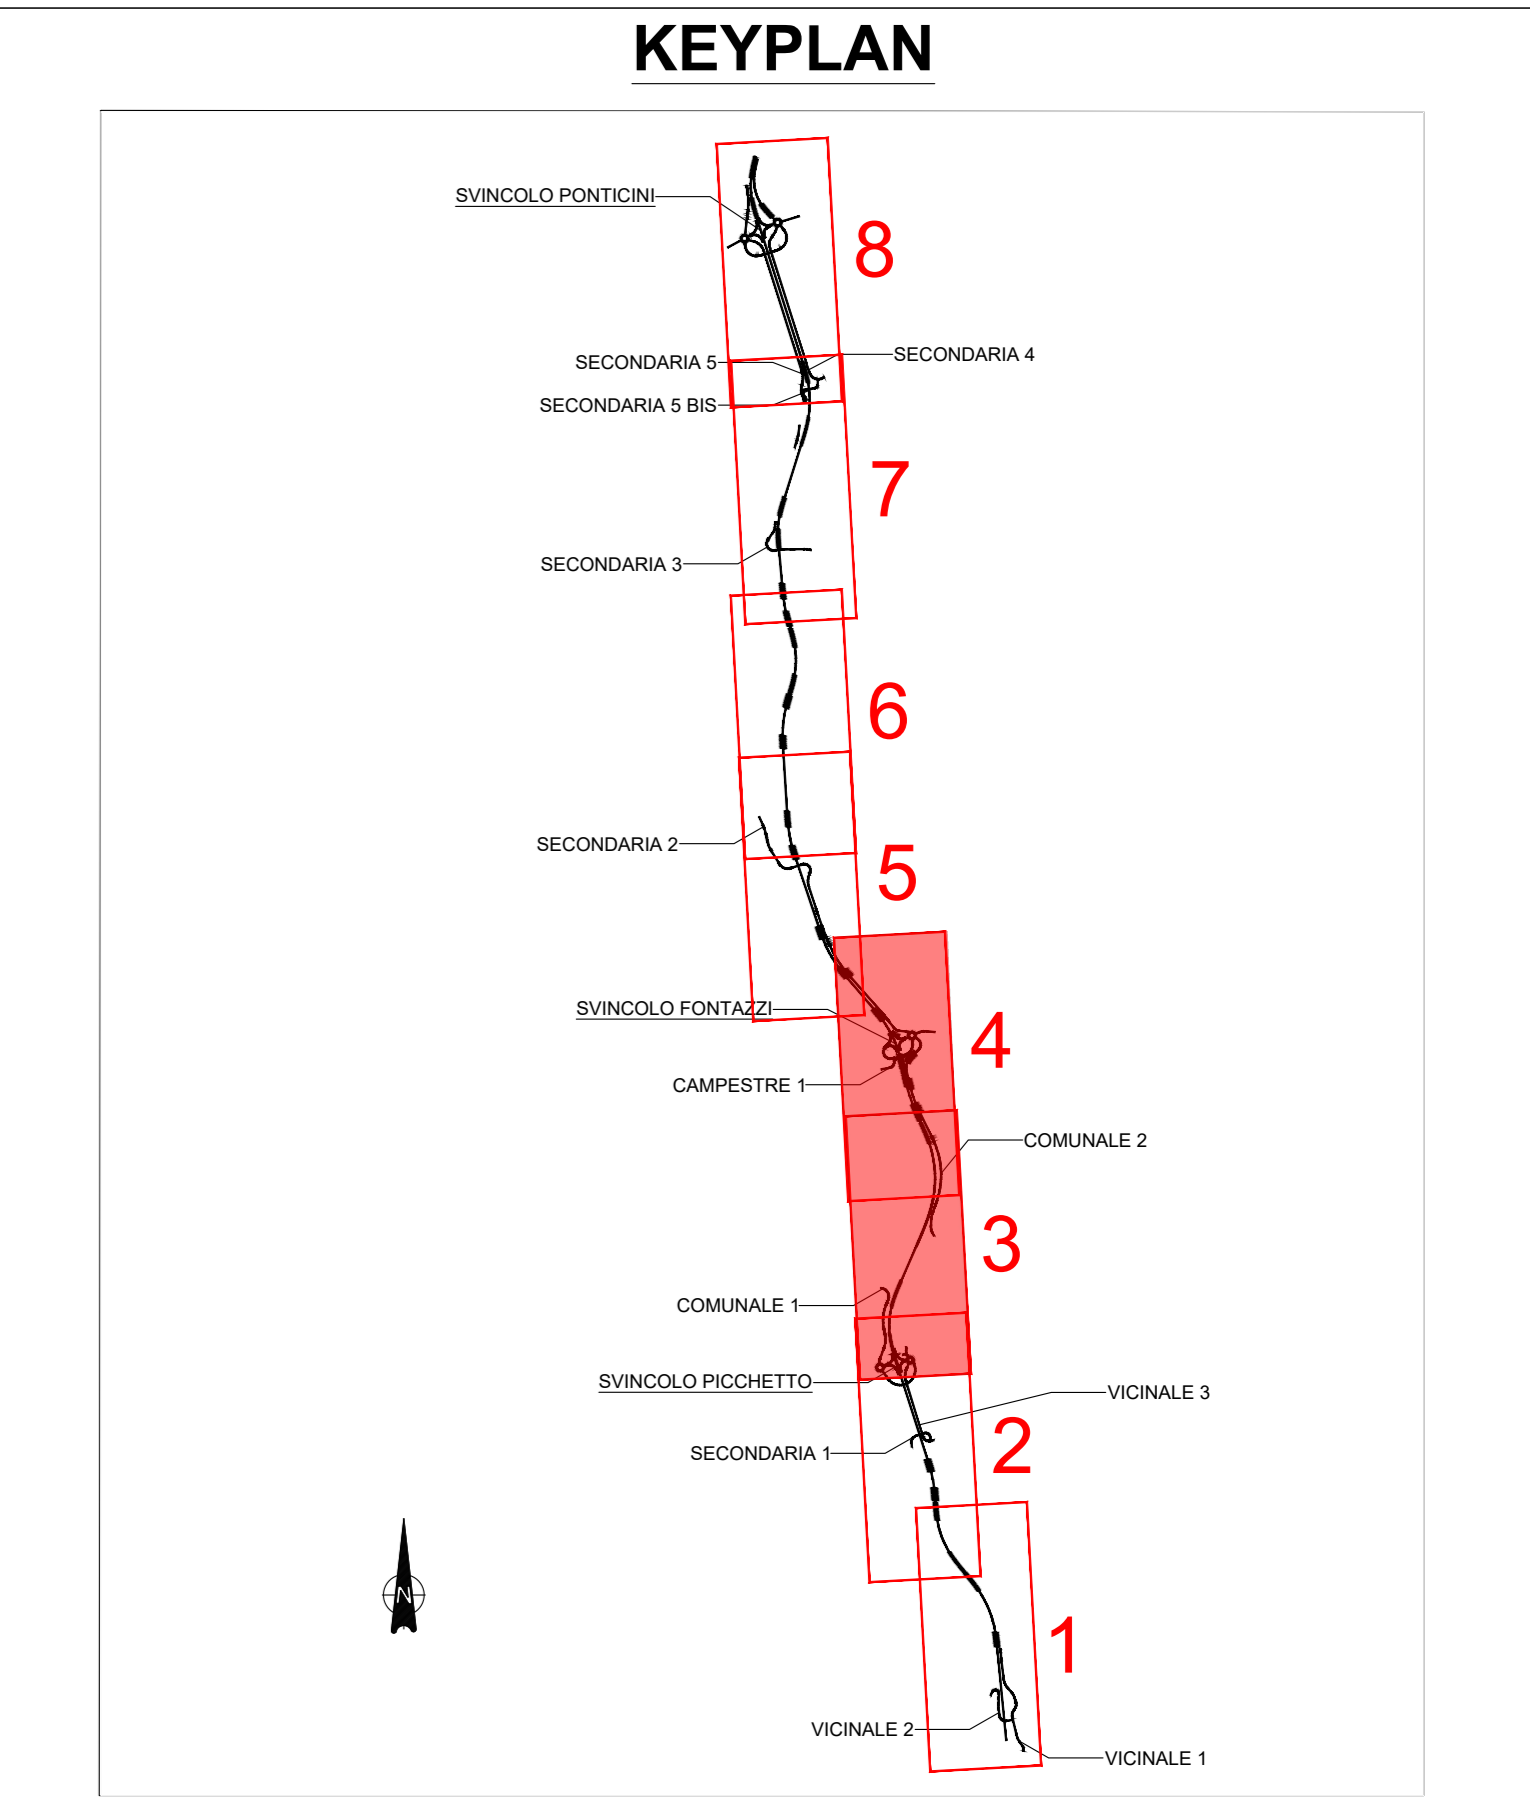 KEYPLAN
SVINCOLO PONTICINI
8
SECONDARIA 4
SECONDARIA 5
SECONDARIA 5 BIS
7
SECONDARIA 3
6
SECONDARIA 2
5
SVINCOLO FONTAZZI
4
CAMPESTRE 1
COMUNALE 2
3
COMUNALE 1
SVINCOLO PICCHETTO
VICINALE 3
2
SECONDARIA 1
N
1
VICINALE 2
VICINALE 1